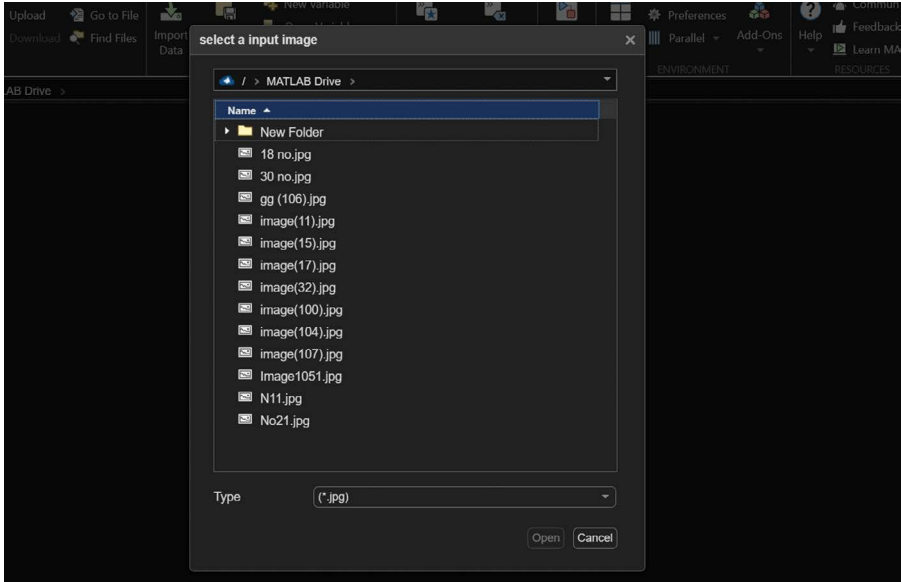 Upload Go to File
New Variable
Download Find Files
Import
Data
Preferences
Parallel
Add-Ons
Help
Feedback
Learn MA
ENVIRONMENT
RESOURCES
select a input image
/ > MATLAB Drive >
Name
New Folder
18 no.jpg
30 no.jpg
gg (106).jpg
image(11).jpg
image(15).jpg
image(17).jpg
image(32).jpg
image(100).jpg
image(104).jpg
image(107).jpg
Image1051.jpg
N11.jpg
No21.jpg
Type (*.jpg)
Open Cancel
LAB Drive >